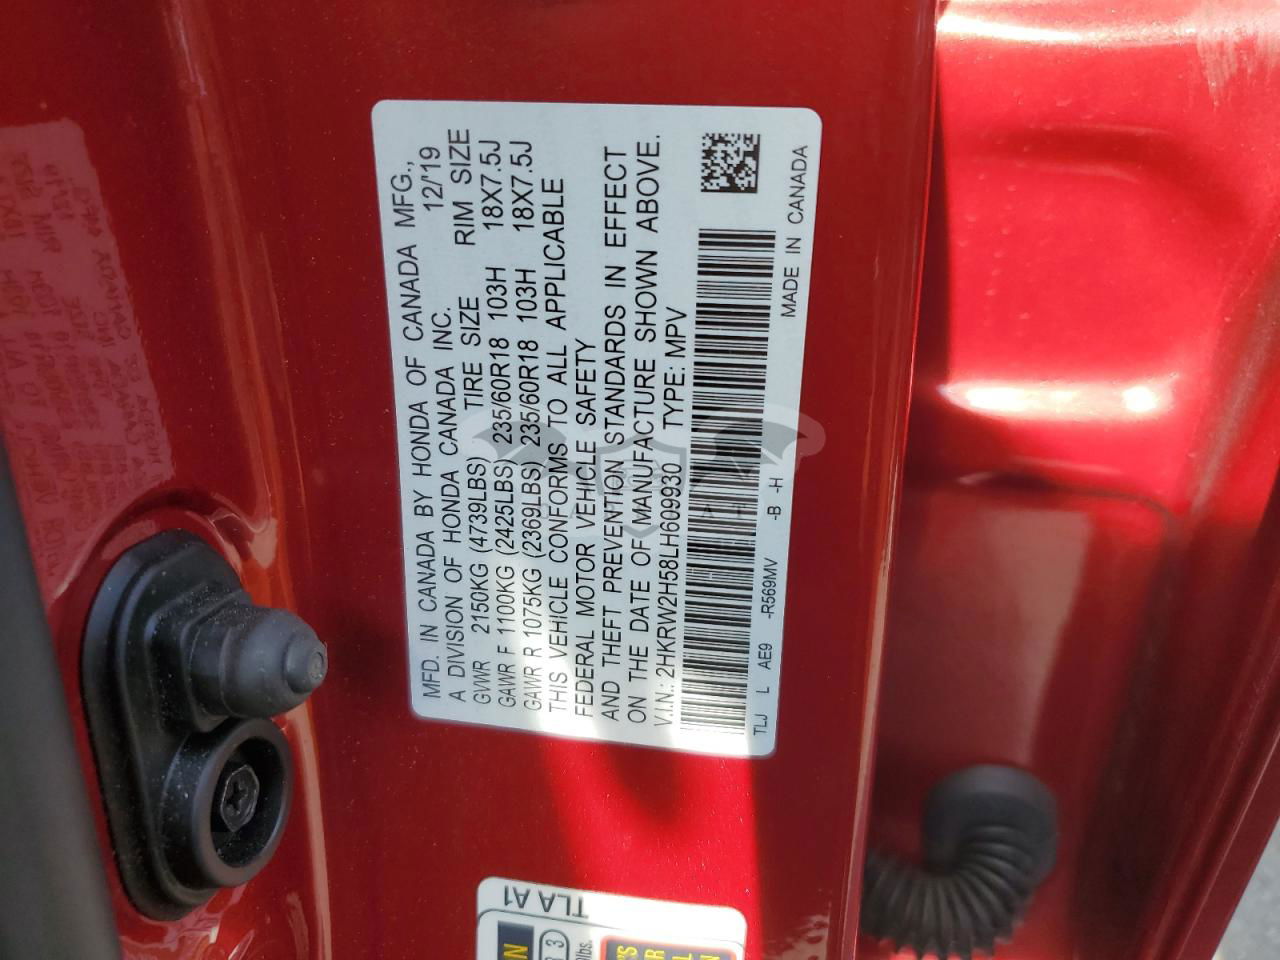 MFD. IN CANADA BY HONDA OF CANADA MFG.,
A DIVISION OF HONDA CANADA INC. 12/'19
GVWR 2150KG (4739LBS) TIRE SIZE RIM SIZE
GAWR F 1100KG (2425LBS) 235/60R18 103H 18X7.5J
GAWR R 1075KG (2369LBS) 235/60R18 103H 18X7.5J
THIS VEHICLE CONFORMS TO ALL APPLICABLE
FEDERAL MOTOR VEHICLE SAFETY
AND THEFT PREVENTION STANDARDS IN EFFECT
ON THE DATE OF MANUFACTURE SHOWN ABOVE.
V.I.N.: 2HKRW2H58LH609930 TYPE: MPV
TLJ L AE9 -R569MV -B -H MADE IN CANADA
TLA A1